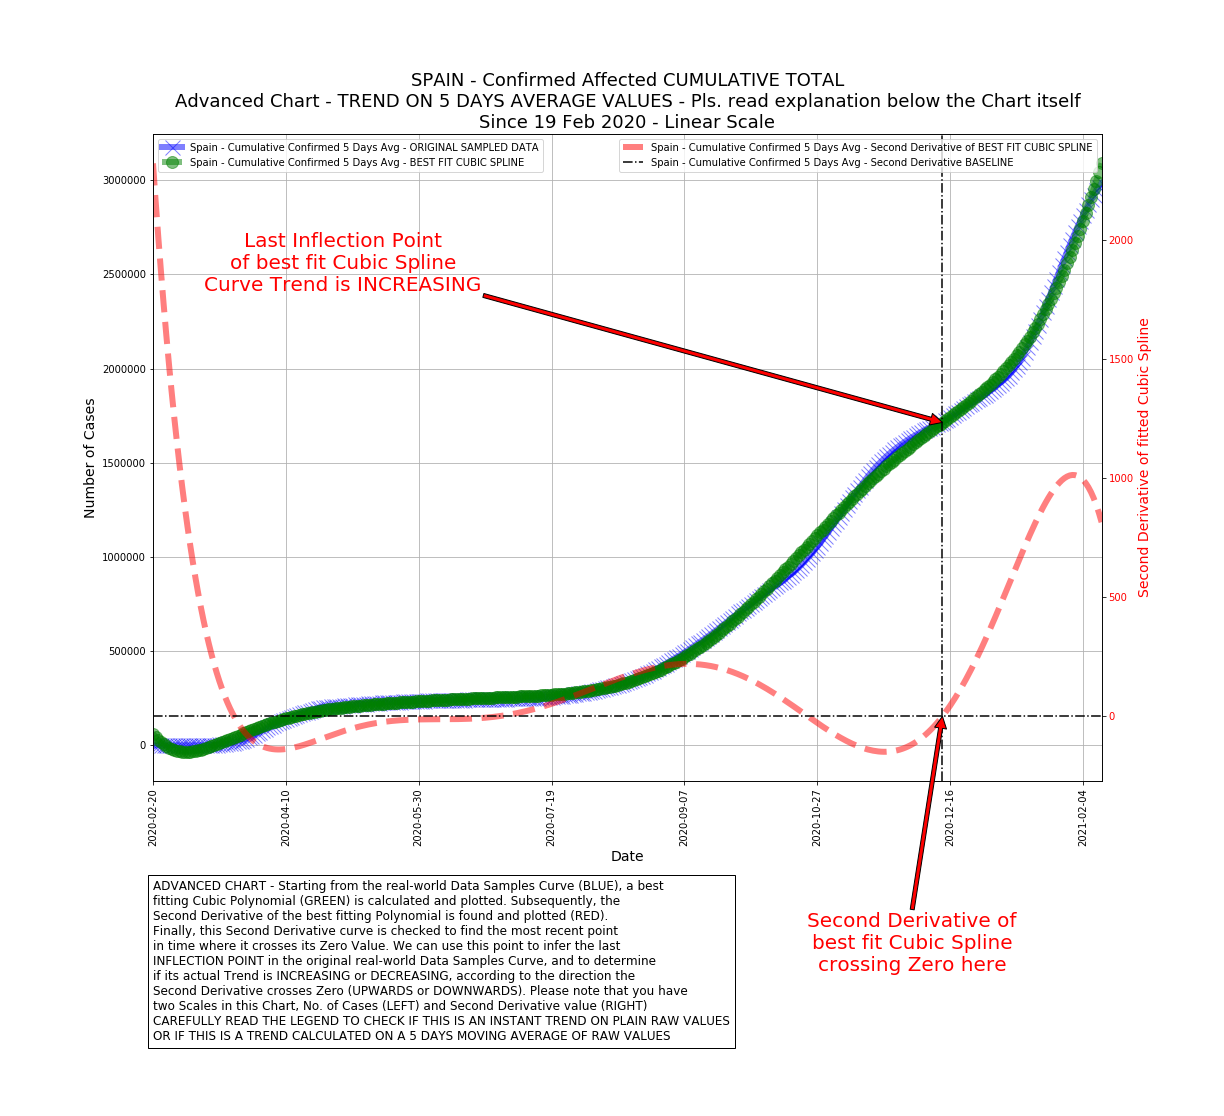 SPAIN - Confirmed Affected CUMULATIVE TOTAL
Advanced Chart - TREND ON 5 DAYS AVERAGE VALUES - Pls. read explanation below the Chart itself
Since 19 Feb 2020 - Linear Scale
Spain - Cumulative Confirmed 5 Days Avg - ORIGINAL SAMPLED DATA
Spain - Cumulative Confirmed 5 Days Avg - BEST FIT CUBIC SPLINE
Spain - Cumulative Confirmed 5 Days Avg - Second Derivative of BEST FIT CUBIC SPLINE
Spain - Cumulative Confirmed 5 Days Avg - Second Derivative BASELINE
Last Inflection Point
of best fit Cubic Spline
Curve Trend is INCREASING
Number of Cases
3000000
2500000
2000000
1500000
1000000
500000
0
2000
1500
1000
500
0
Second Derivative of fitted Cubic Spline
2020-02-20
2020-04-10
2020-05-30
2020-07-19
2020-09-07
2020-10-27
2020-12-16
2021-02-04
Date
Second Derivative of
best fit Cubic Spline
crossing Zero here
ADVANCED CHART - Starting from the real-world Data Samples Curve (BLUE), a best
fitting Cubic Polynomial (GREEN) is calculated and plotted. Subsequently, the
Second Derivative of the best fitting Polynomial is found and plotted (RED).
Finally, this Second Derivative curve is checked to find the most recent point
in time where it crosses its Zero Value. We can use this point to infer the last
INFLECTION POINT in the original real-world Data Samples Curve, and to determine
if its actual Trend is INCREASING or DECREASING, according to the direction the
Second Derivative crosses Zero (UPWARDS or DOWNWARDS). Please note that you have
two Scales in this Chart, No. of Cases (LEFT) and Second Derivative value (RIGHT)
CAREFULLY READ THE LEGEND TO CHECK IF THIS IS AN INSTANT TREND ON PLAIN RAW VALUES
OR IF THIS IS A TREND CALCULATED ON A 5 DAYS MOVING AVERAGE OF RAW VALUES